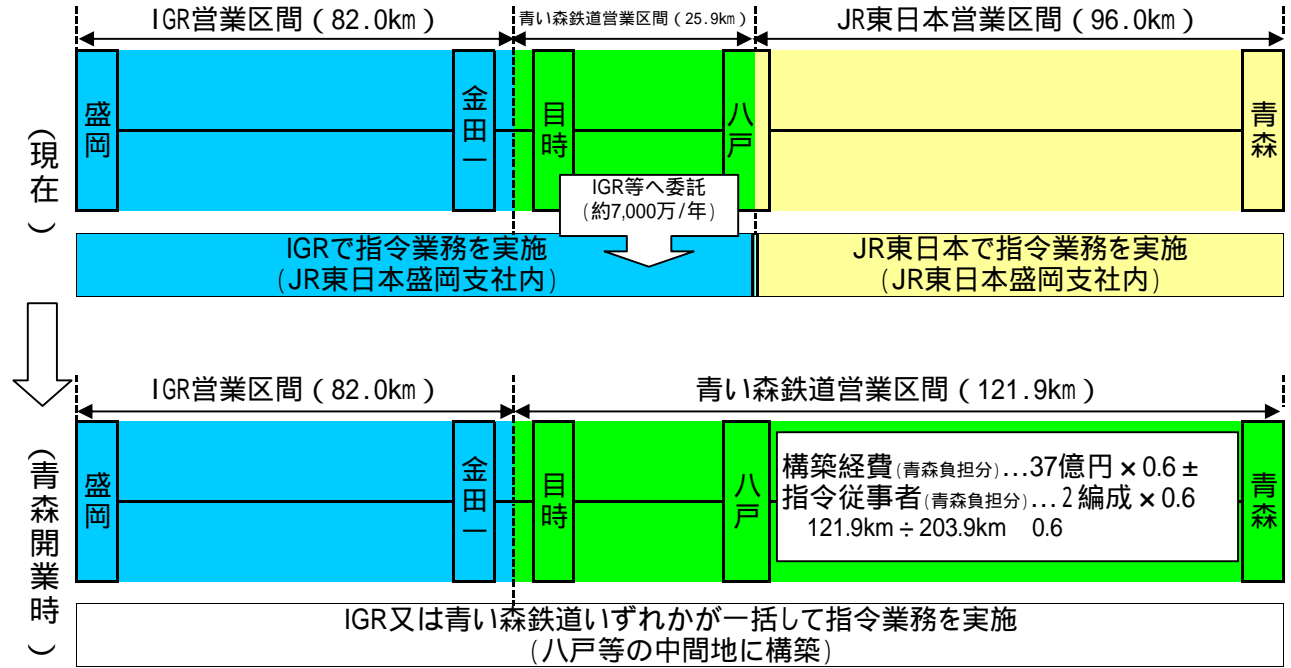 IGR営業区間(82.0km)
青い森鉄道営業区間(25.9km)
JR東日本営業区間(96.0km)
(現在)
盛岡
金田一
目時
八戸
青森
IGR等へ委託
(約7,000万/年)
IGRで指令業務を実施
(JR東日本盛岡支社内)
JR東日本で指令業務を実施
(JR東日本盛岡支社内)
IGR営業区間(82.0km)
青い森鉄道営業区間(121.9km)
(青森開業時)
盛岡
金田一
目時
八戸
構築経費(青森負担分)…37億円×0.6±
指令従事者(青森負担分)…2編成×0.6
121.9km÷203.9km 0.6
青森
IGR又は青い森鉄道いずれかが一括して指令業務を実施
(八戸等の中間地に構築)